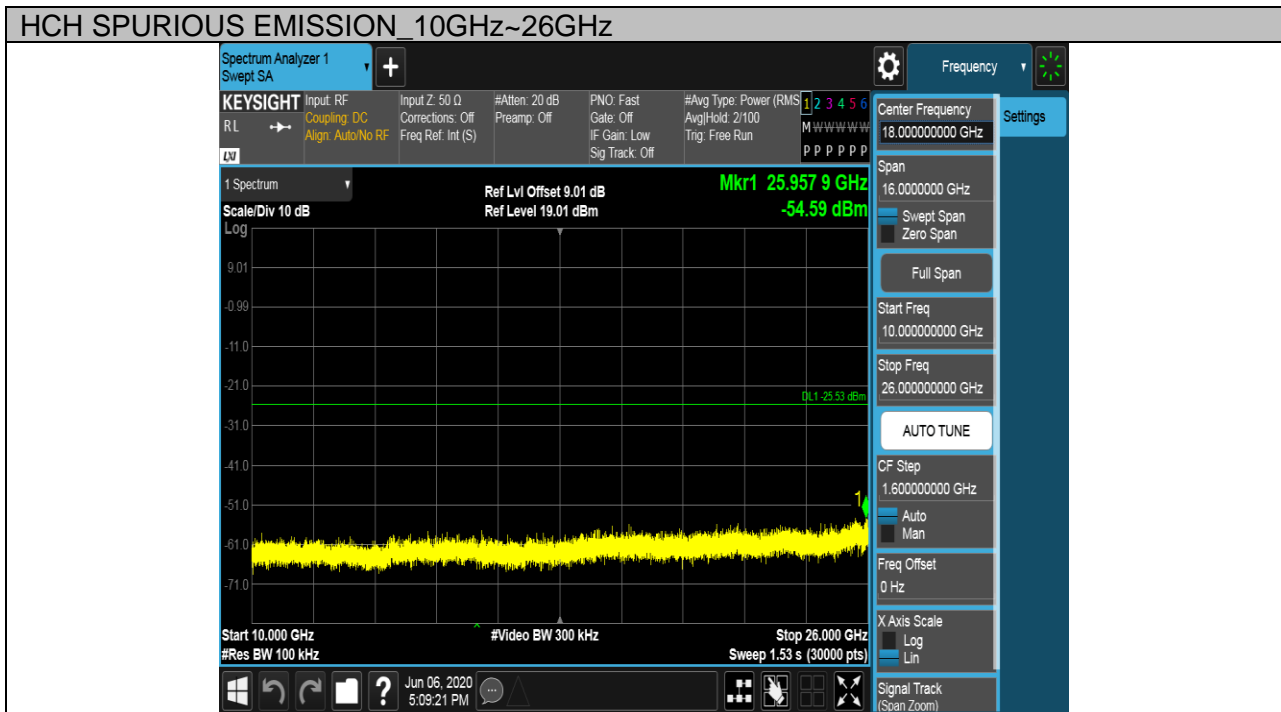 HCH SPURIOUS EMISSION_10GHz~26GHz
Spectrum Analyzer 1
Swept SA
Frequency
KEYSIGHT
RL
LXI
Input: RF
Coupling: DC
Align: Auto/No RF
Input Z: 50 Ω
Corrections: Off
Freq Ref: Int (S)
#Atten: 20 dB
Preamp: Off
PNO: Fast
Gate: Off
IF Gain: Low
Sig Track: Off
#Avg Type: Power (RMS
Avg|Hold: 2/100
Trig: Free Run
1 2 3 4 5 6
M W W W W W
P P P P P P
1 Spectrum
Scale/Div 10 dB
Ref Lvl Offset 9.01 dB
Ref Level 19.01 dBm
Mkr1 25.957 9 GHz
-54.59 dBm
Log
9.01
-0.99
-11.0
-21.0
-31.0
-41.0
-51.0
-61.0
-71.0
DL1 -25.53 dBm
1
Start 10.000 GHz
#Video BW 300 kHz
Stop 26.000 GHz
#Res BW 100 kHz
Sweep 1.53 s (30000 pts)
Jun 06, 2020
5:09:21 PM
Center Frequency
18.000000000 GHz
Settings
Span
16.0000000 GHz
Swept Span
Zero Span
Full Span
Start Freq
10.000000000 GHz
Stop Freq
26.000000000 GHz
AUTO TUNE
CF Step
1.600000000 GHz
Auto
Man
Freq Offset
0 Hz
X Axis Scale
Log
Lin
Signal Track
(Span Zoom)